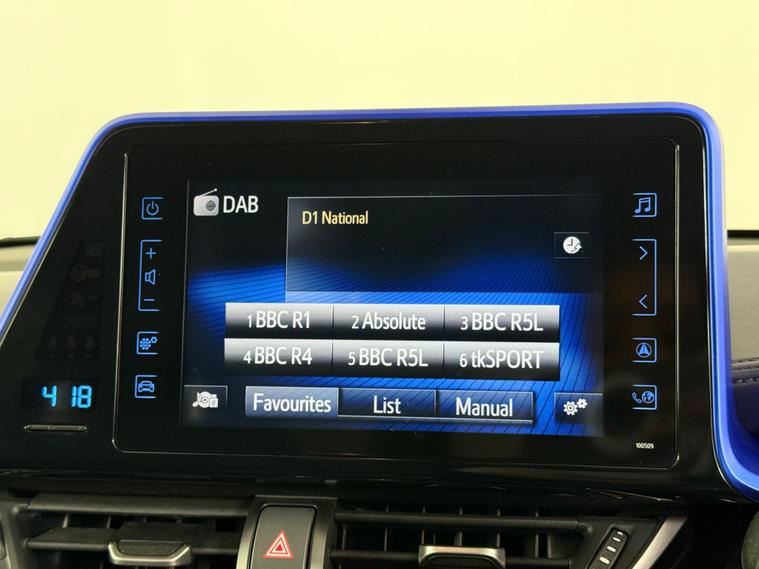 DAB
D1 National
1 BBC R1 2 Absolute 3 BBC R5L
4 BBC R4 5 BBC R5L 6 tkSPORT
Favourites List Manual
4 18
100509